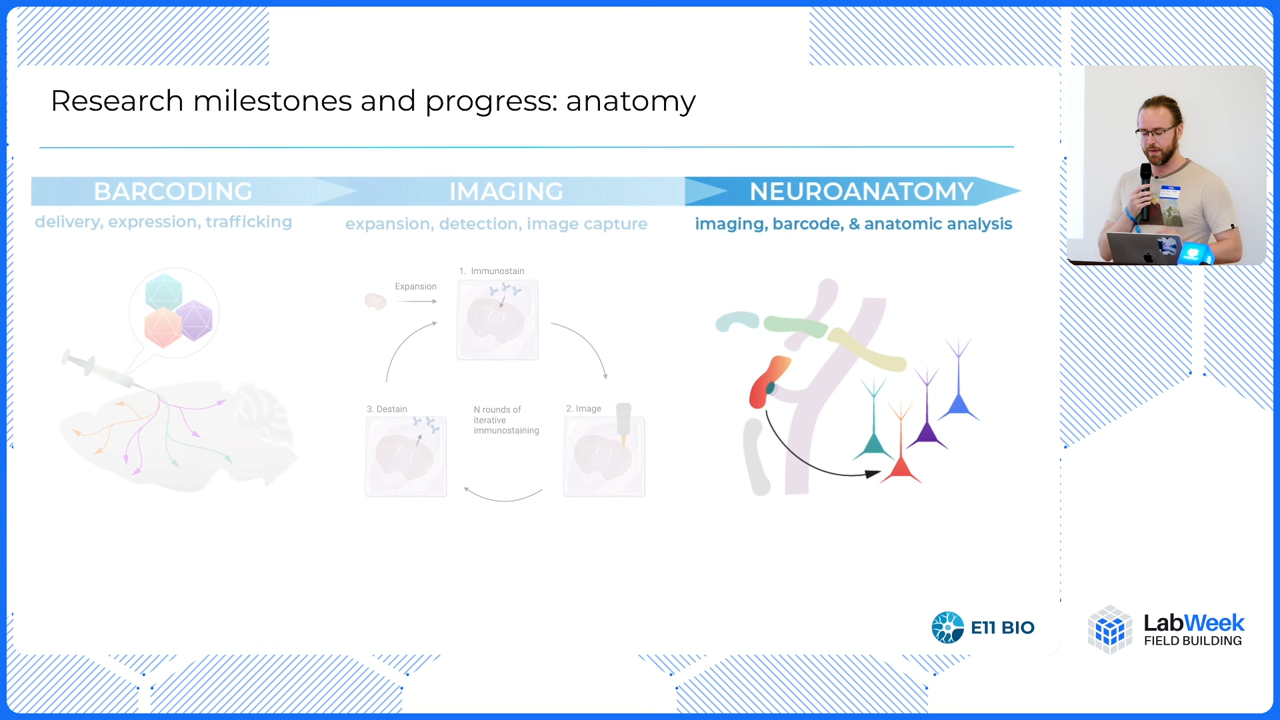 Research milestones and progress: anatomy
BARCODING
delivery, expression, trafficking
IMAGING
expansion, detection, image capture
NEUROANATOMY
imaging, barcode, & anatomic analysis
1. Immunostain
Expansion
3. Destain
N rounds of
iterative
immunostaining
2. Image
E11 BIO
LabWeek
FIELD BUILDING